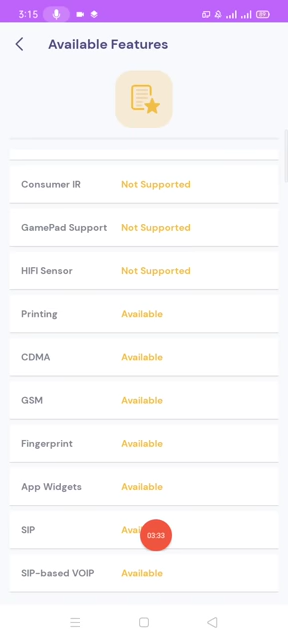 3:15
89
Available Features
Consumer IR Not Supported
GamePad Support Not Supported
HIFI Sensor Not Supported
Printing Available
CDMA Available
GSM Available
Fingerprint Available
App Widgets Available
SIP
03:33
SIP-based VOIP Available